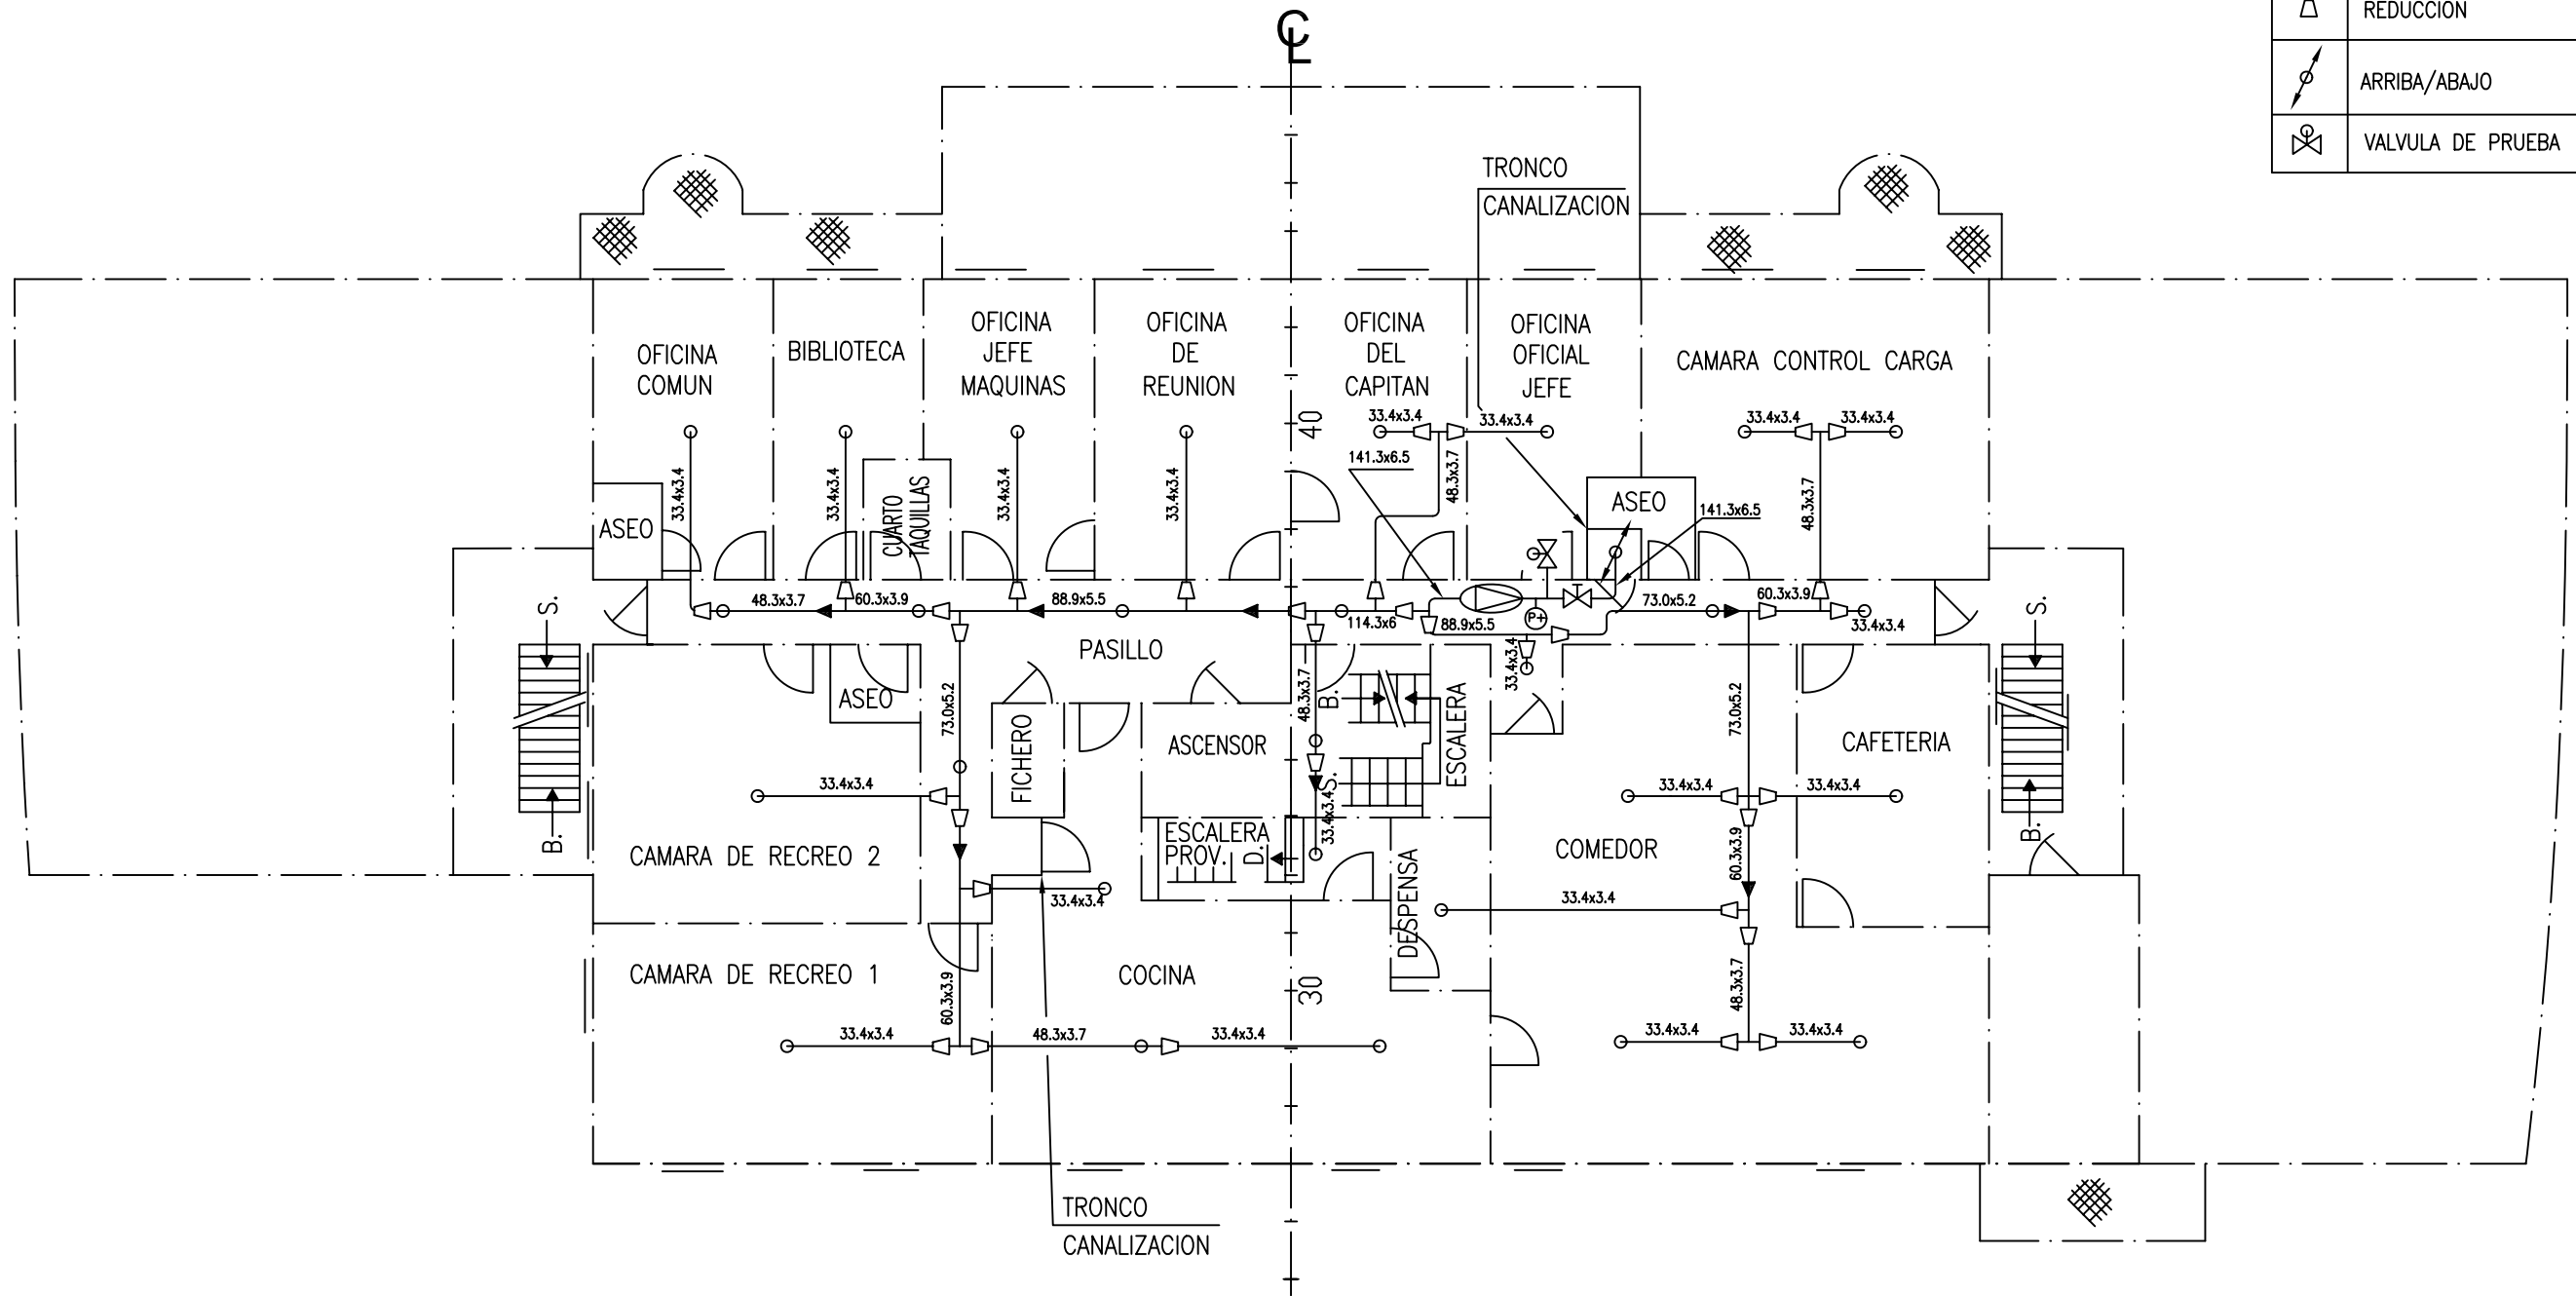 CL
REDUCCION
ARRIBA/ABAJO
VALVULA DE PRUEBA
TRONCO
CANALIZACION
OFICINA
COMUN
BIBLIOTECA
OFICINA
JEFE
MAQUINAS
OFICINA
DE
REUNION
OFICINA
DEL
CAPITAN
OFICINA
OFICIAL
JEFE
CAMARA CONTROL CARGA
40
33.4x3.4
33.4x3.4
33.4x3.4
33.4x3.4
141.3x6.5
48.3x3.7
33.4x3.4
33.4x3.4
33.4x3.4
33.4x3.4
48.3x3.7
ASEO
CUARTO
TAQUILLAS
ASEO
141.3x6.5
48.3x3.7
60.3x3.9
88.9x5.5
114.3x6
88.9x5.5
P+
73.0x5.2
60.3x3.9
33.4x3.4
S.
S.
PASILLO
33.4x3.4
ASEO
73.0x5.2
48.3x3.7
B.
ESCALERA
73.0x5.2
FICHERO
ASCENSOR
CAFETERIA
33.4x3.4
S.
33.4x3.4
33.4x3.4
33.4x3.4
B.
CAMARA DE RECREO 2
ESCALERA
PROV.
D.
COMEDOR
60.3x3.9
B.
33.4x3.4
DESPENSA
33.4x3.4
CAMARA DE RECREO 1
60.3x3.9
COCINA
30
48.3x3.7
33.4x3.4
48.3x3.7
33.4x3.4
33.4x3.4
33.4x3.4
TRONCO
CANALIZACION